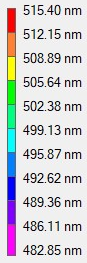 515.40 nm
512.15 nm
508.89 nm
505.64 nm
502.38 nm
499.13 nm
495.87 nm
492.62 nm
489.36 nm
486.11 nm
482.85 nm